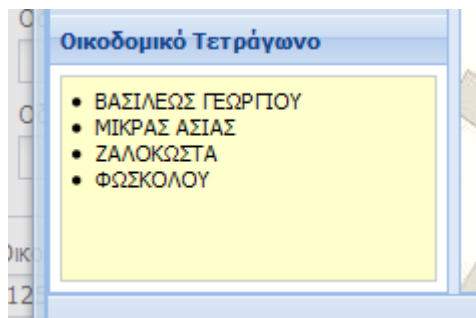 Οικοδομικό Τετράγωνο
ΒΑΣΙΛΕΩΣ ΓΕΩΡΓΙΟΥ
ΜΙΚΡΑΣ ΑΣΙΑΣ
ΖΑΛΟΚΩΣΤΑ
ΦΩΣΚΟΛΟΥ